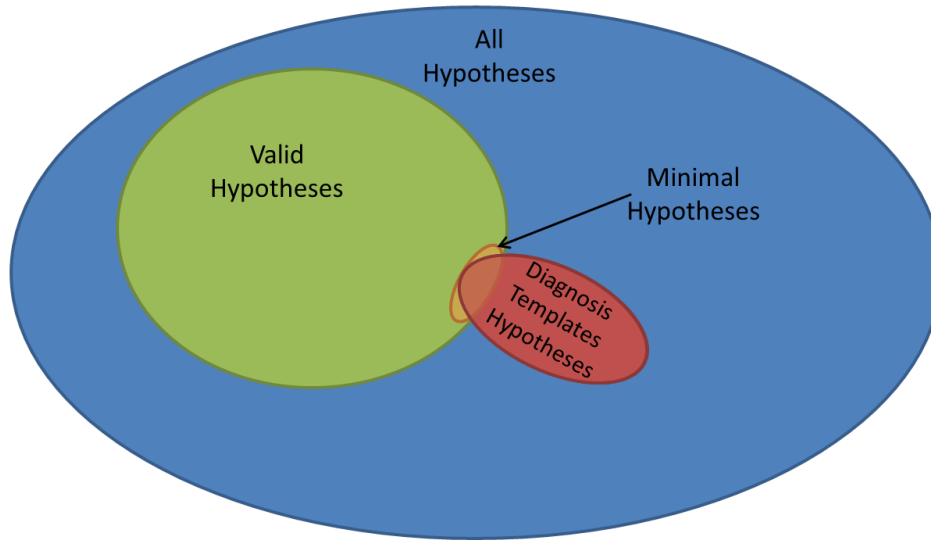 All
Hypotheses
Valid
Hypotheses
Minimal
Hypotheses
Diagnosis
Templates
Hypotheses